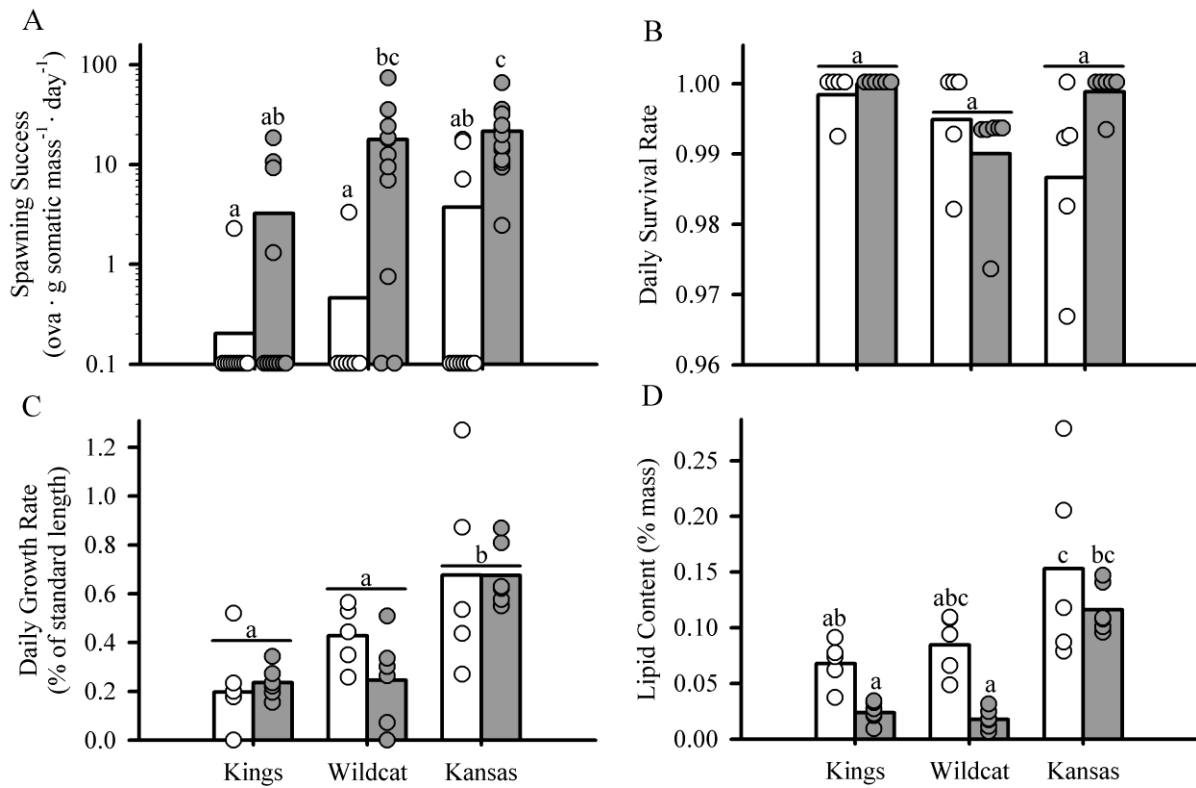 A
Spawning Success
(ova · g somatic mass⁻¹ · day⁻¹)
100
10
1
0.1
a
ab
a
bc
ab
c
B
Daily Survival Rate
1.00
0.99
0.98
0.97
0.96
a
a
a
C
Daily Growth Rate
(% of standard length)
1.2
1.0
0.8
0.6
0.4
0.2
0.0
a
a
b
Kings
Wildcat
Kansas
D
Lipid Content (% mass)
0.25
0.20
0.15
0.10
0.05
0.00
ab
a
abc
a
c
bc
Kings
Wildcat
Kansas